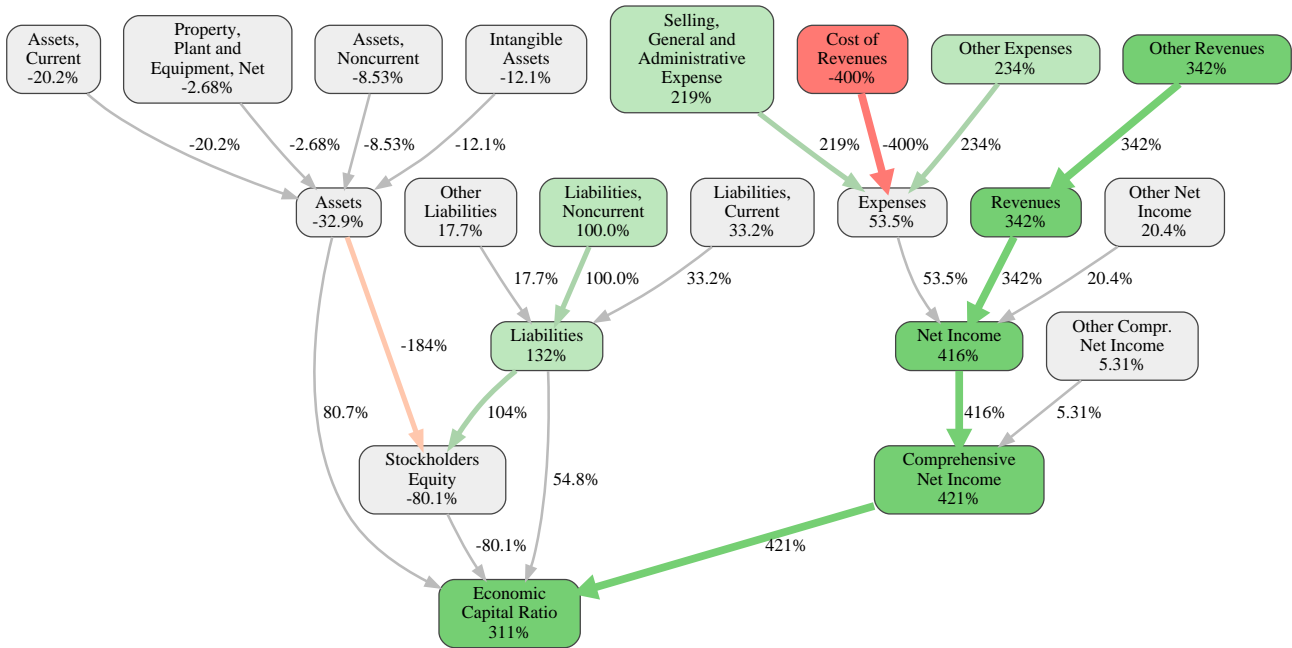 Assets,
Current
-20.2%
Property,
Plant and
Equipment, Net
-2.68%
Assets,
Noncurrent
-8.53%
Intangible
Assets
-12.1%
Selling,
General and
Administrative
Expense
219%
Cost of
Revenues
-400%
Other Expenses
234%
Other Revenues
342%
-20.2%
-2.68%
-8.53%
-12.1%
219%
-400%
234%
342%
Assets
-32.9%
Other
Liabilities
17.7%
Liabilities,
Noncurrent
100.0%
Liabilities,
Current
33.2%
Expenses
53.5%
Revenues
342%
Other Net
Income
20.4%
17.7%
100.0%
33.2%
53.5%
342%
20.4%
Liabilities
132%
Net Income
416%
Other Compr.
Net Income
5.31%
-184%
80.7%
104%
416%
5.31%
Stockholders
Equity
-80.1%
54.8%
Comprehensive
Net Income
421%
-80.1%
421%
Economic
Capital Ratio
311%